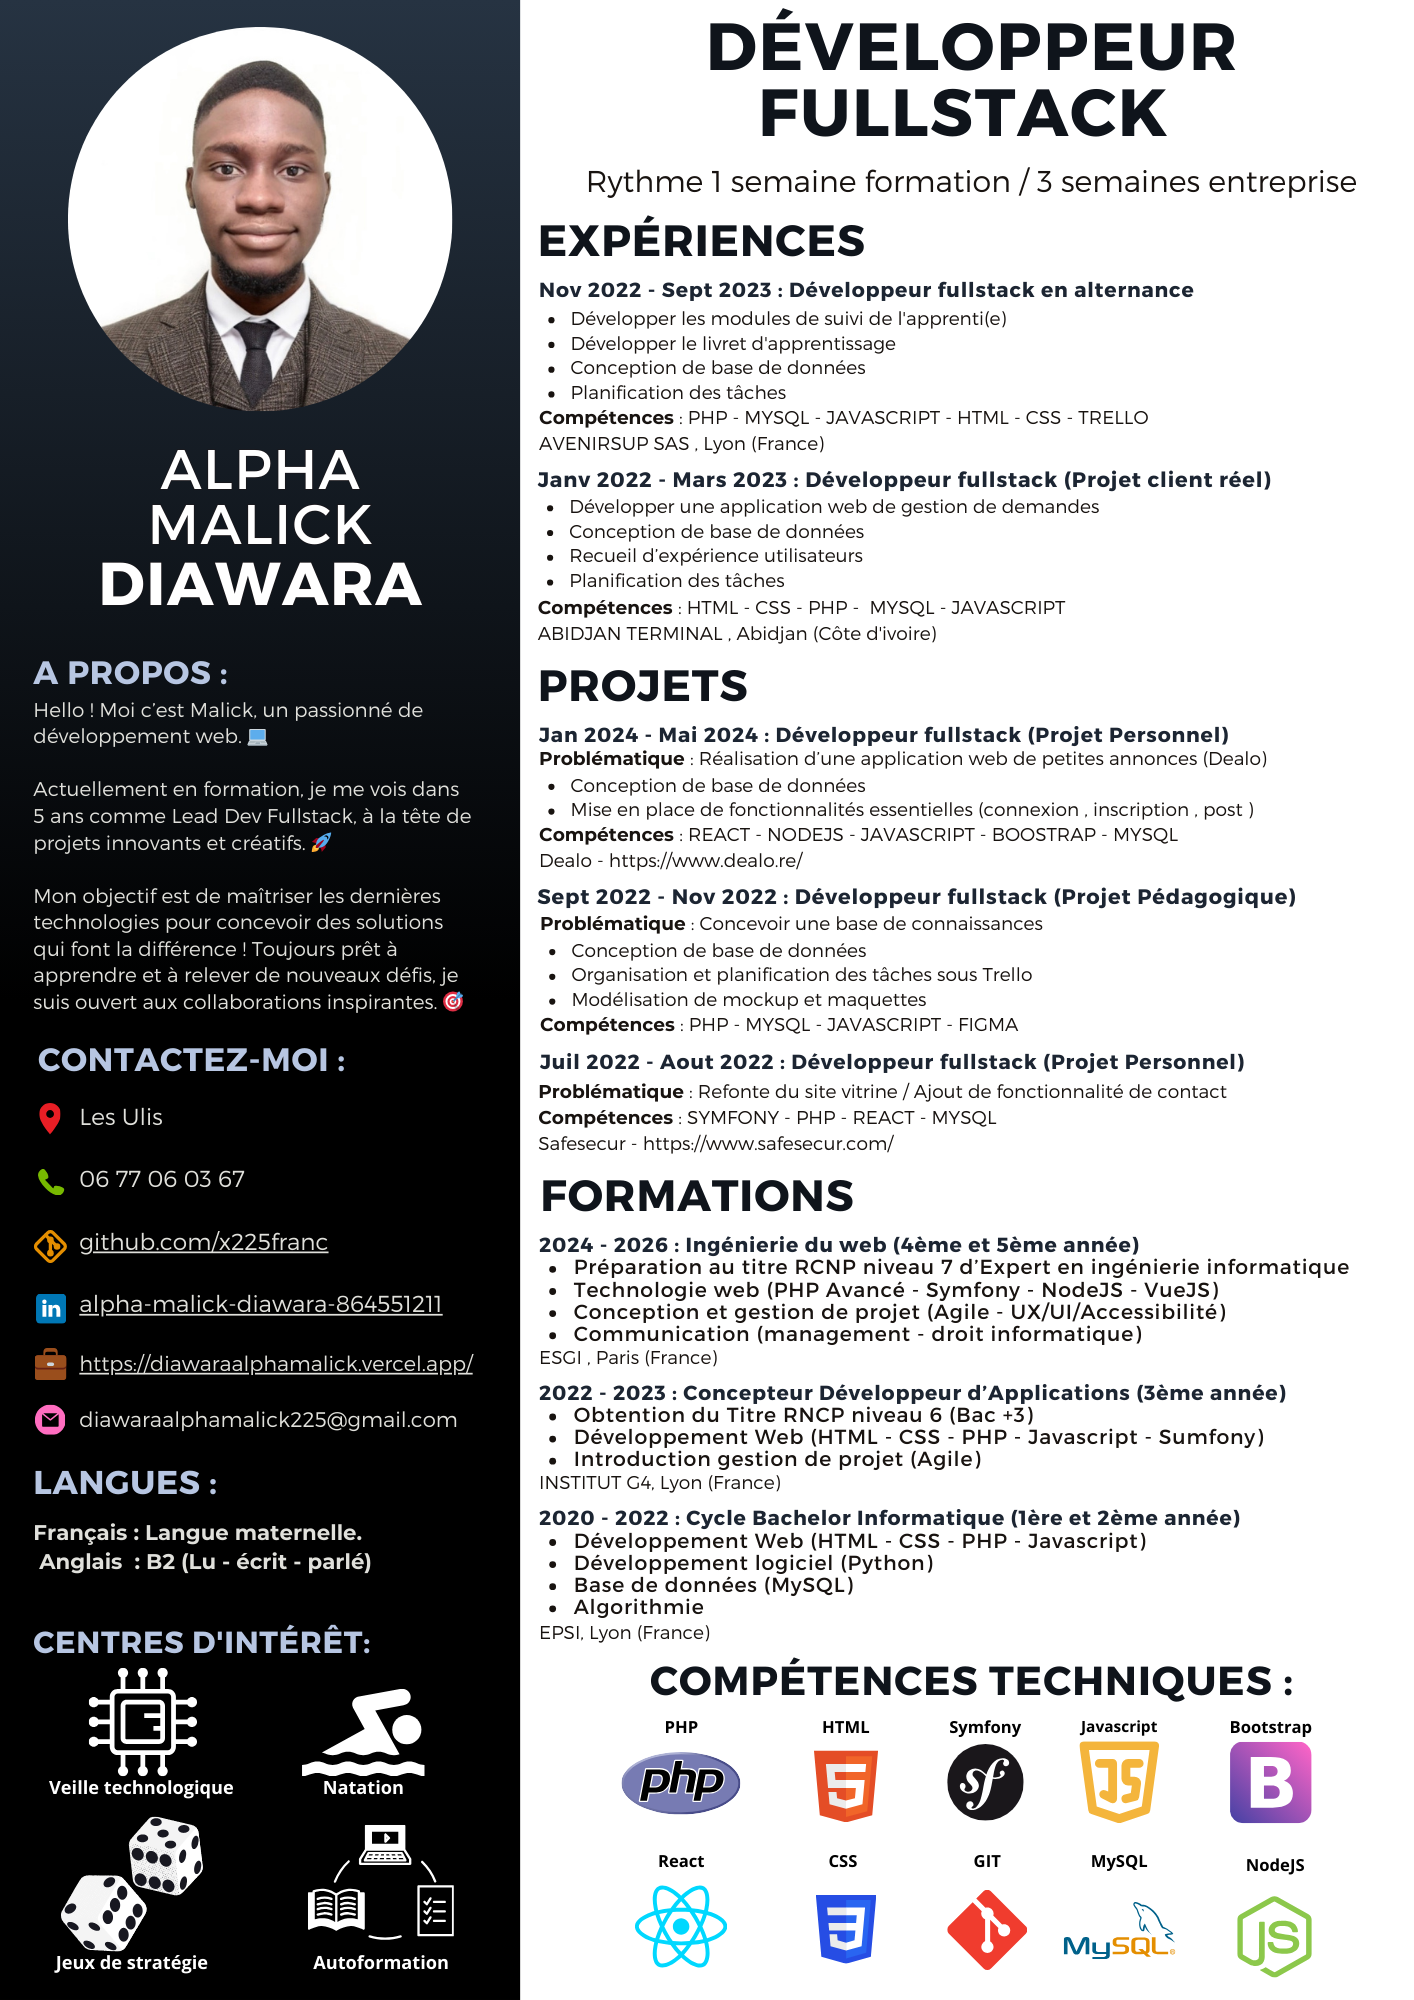 ALPHA
MALICK
DIAWARA
A PROPOS :
Hello ! Moi c’est Malick, un passionné de
développement web. 💻
Actuellement en formation, je me vois dans
5 ans comme Lead Dev Fullstack, à la tête de
projets innovants et créatifs. 🚀
Mon objectif est de maîtriser les dernières
technologies pour concevoir des solutions
qui font la différence ! Toujours prêt à
apprendre et à relever de nouveaux défis, je
suis ouvert aux collaborations inspirantes. 🎯
CONTACTEZ-MOI :
Les Ulis
06 77 06 03 67
github.com/x225franc
in
alpha-malick-diawara-864551211
https://diawaraalphamalick.vercel.app/
diawaraalphamalick225@gmail.com
LANGUES :
Français : Langue maternelle.
Anglais  : B2 (Lu - écrit - parlé)
CENTRES D'INTÉRÊT:
Veille technologique
Natation
Jeux de stratégie
Autoformation
DÉVELOPPEUR
FULLSTACK
Rythme 1 semaine formation / 3 semaines entreprise
EXPÉRIENCES
Nov 2022 - Sept 2023 : Développeur fullstack en alternance
• Développer les modules de suivi de l'apprenti(e)
• Développer le livret d'apprentissage
• Conception de base de données
• Planification des tâches
Compétences : PHP - MYSQL - JAVASCRIPT - HTML - CSS - TRELLO
AVENIRSUP SAS , Lyon (France)
Janv 2022 - Mars 2023 : Développeur fullstack (Projet client réel)
• Développer une application web de gestion de demandes
• Conception de base de données
• Recueil d’expérience utilisateurs
• Planification des tâches
Compétences : HTML - CSS - PHP -  MYSQL - JAVASCRIPT
ABIDJAN TERMINAL , Abidjan (Côte d'ivoire)
PROJETS
Jan 2024 - Mai 2024 : Développeur fullstack (Projet Personnel)
Problématique : Réalisation d’une application web de petites annonces (Dealo)
• Conception de base de données
• Mise en place de fonctionnalités essentielles (connexion , inscription , post )
Compétences : REACT - NODEJS - JAVASCRIPT - BOOSTRAP - MYSQL
Dealo - https://www.dealo.re/
Sept 2022 - Nov 2022 : Développeur fullstack (Projet Pédagogique)
Problématique : Concevoir une base de connaissances
• Conception de base de données
• Organisation et planification des tâches sous Trello
• Modélisation de mockup et maquettes
Compétences : PHP - MYSQL - JAVASCRIPT - FIGMA
Juil 2022 - Aout 2022 : Développeur fullstack (Projet Personnel)
Problématique : Refonte du site vitrine / Ajout de fonctionnalité de contact
Compétences : SYMFONY - PHP - REACT - MYSQL
Safesecur - https://www.safesecur.com/
FORMATIONS
2024 - 2026 : Ingénierie du web (4ème et 5ème année)
• Préparation au titre RCNP niveau 7 d’Expert en ingénierie informatique
• Technologie web (PHP Avancé - Symfony - NodeJS - VueJS)
• Conception et gestion de projet (Agile - UX/UI/Accessibilité)
• Communication (management - droit informatique)
ESGI , Paris (France)
2022 - 2023 : Concepteur Développeur d’Applications (3ème année)
• Obtention du Titre RNCP niveau 6 (Bac +3)
• Développement Web (HTML - CSS - PHP - Javascript - Sumfony)
• Introduction gestion de projet (Agile)
INSTITUT G4, Lyon (France)
2020 - 2022 : Cycle Bachelor Informatique (1ère et 2ème année)
• Développement Web (HTML - CSS - PHP - Javascript)
• Développement logiciel (Python)
• Base de données (MySQL)
• Algorithmie
EPSI, Lyon (France)
COMPÉTENCES TECHNIQUES :
PHP
HTML
Symfony
Javascript
Bootstrap
php
5
sf
JS
B
React
CSS
GIT
MySQL
NodeJS
3
MySQL
JS